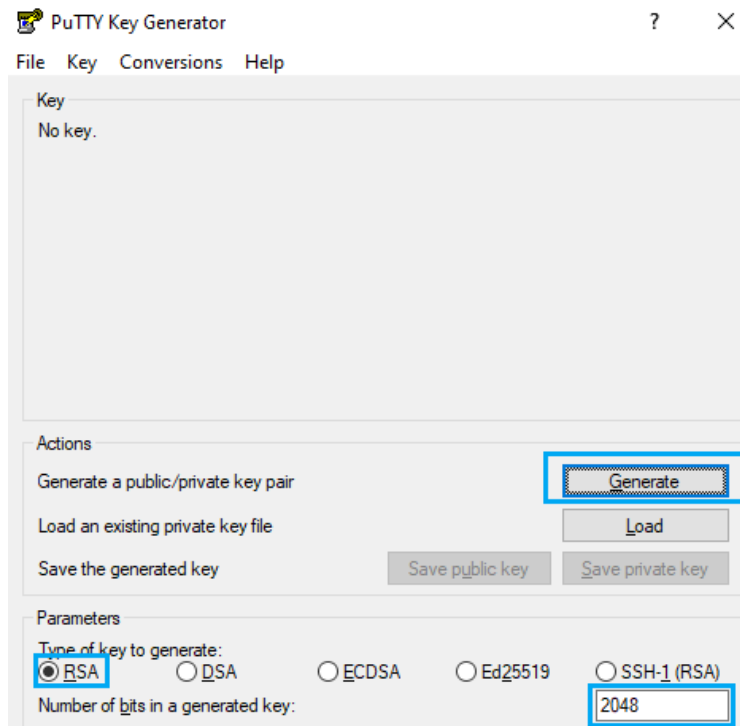 PuTTY Key Generator ? ×
File Key Conversions Help
Key
No key.
Actions
Generate a public/private key pair Generate
Load an existing private key file Load
Save the generated key Save public key Save private key
Parameters
Type of key to generate:
RSA DSA ECDSA Ed25519 SSH-1 (RSA)
Number of bits in a generated key: 2048